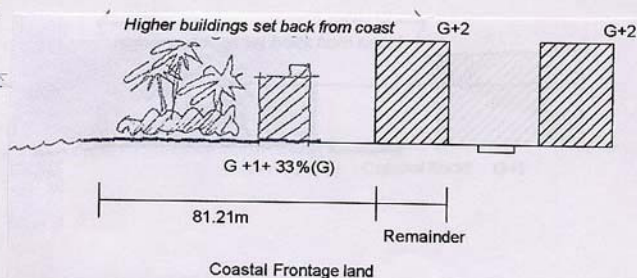 Higher buildings set back from coast
G+2
G+2
G +1+ 33%(G)
81.21m
Remainder
Coastal Frontage land